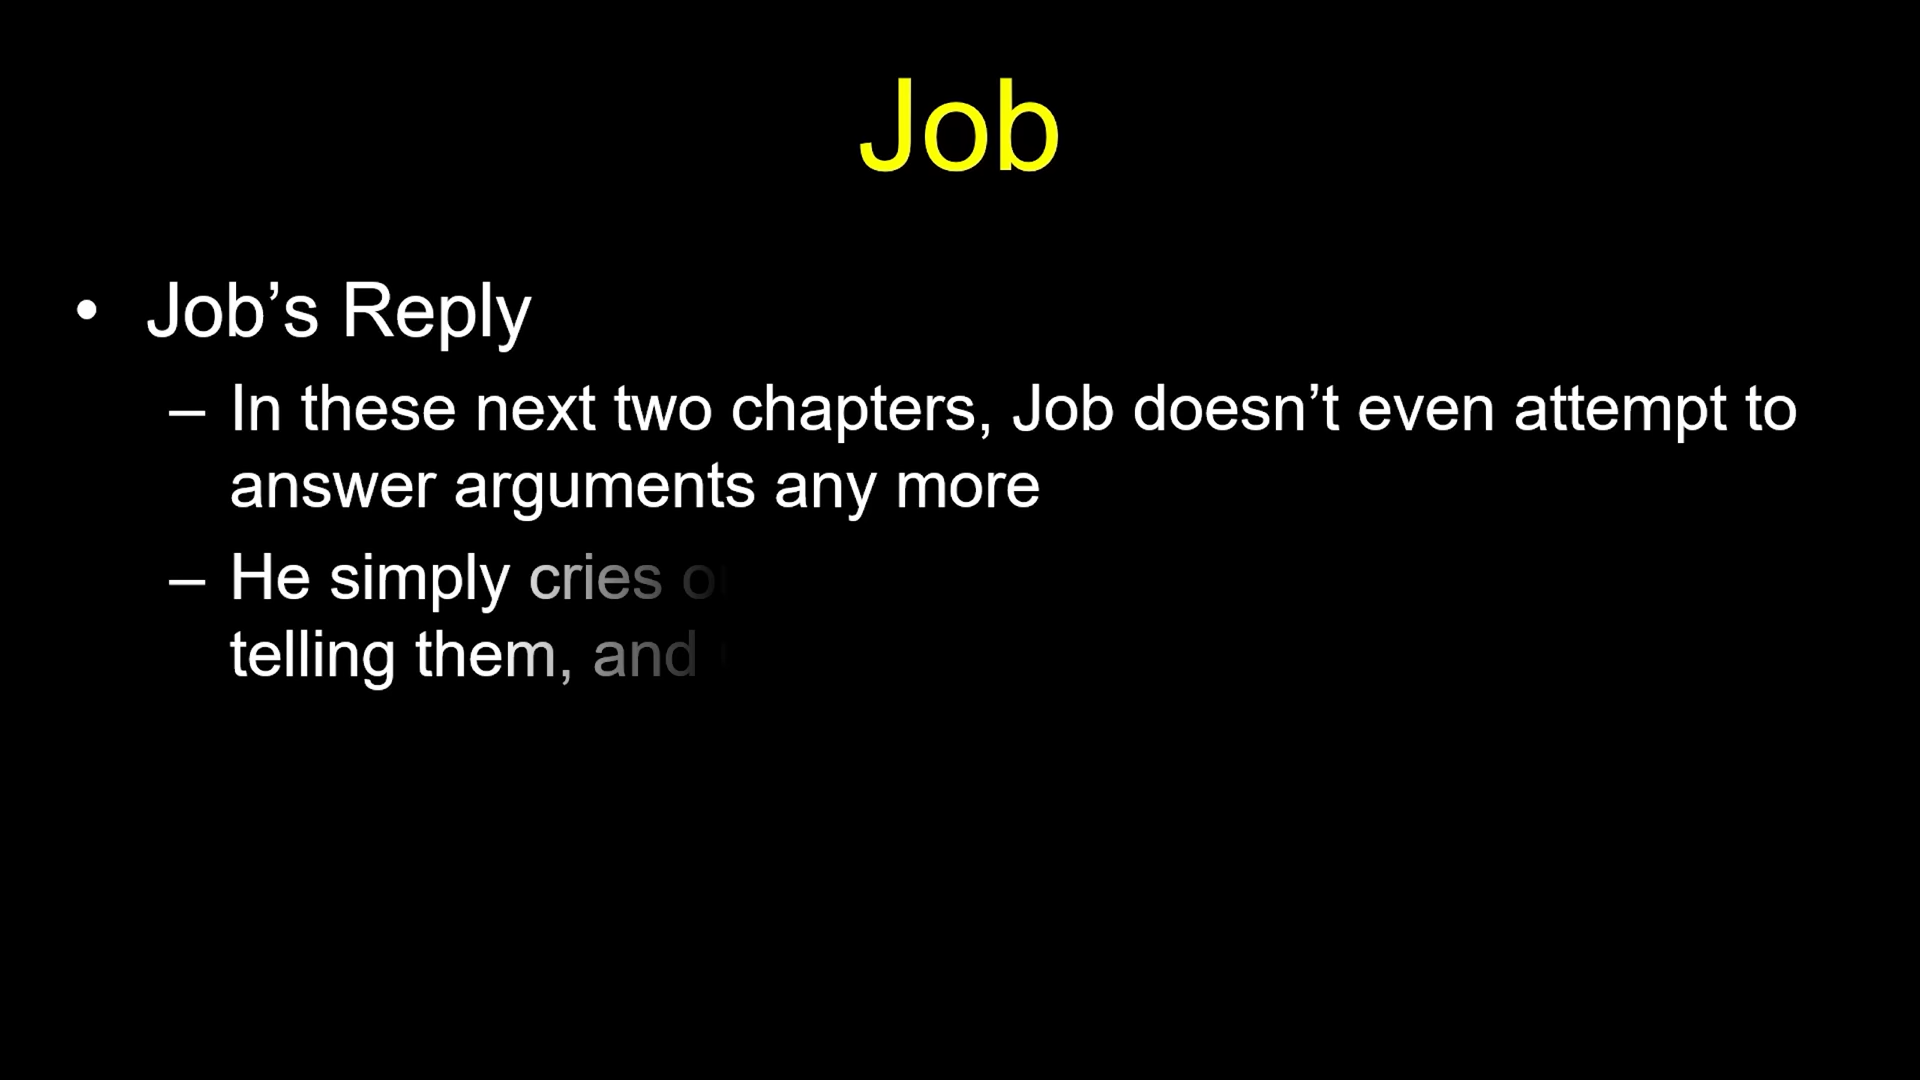 Job
• Job’s Reply
– In these next two chapters, Job doesn’t even attempt to
answer arguments any more
– He simply cries
telling them, and